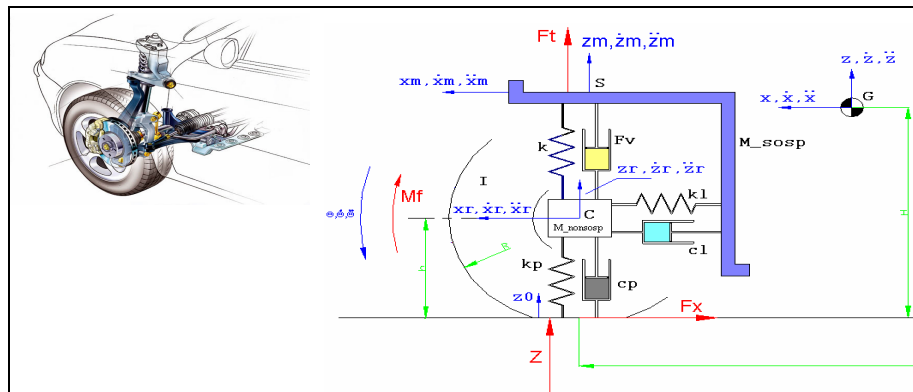 Ft
zm,żm,z̈m
z,ż,z̈
xm,ẋm,ẍm
S
x,ẋ,ẍ
G
M_sosp
k
Fv
zr,żr,z̈r
I
kl
Mf
xr,ẋr,ẍr
C
M_nonsosp
H
h
R
kp
cl
z0
cp
Fx
Z